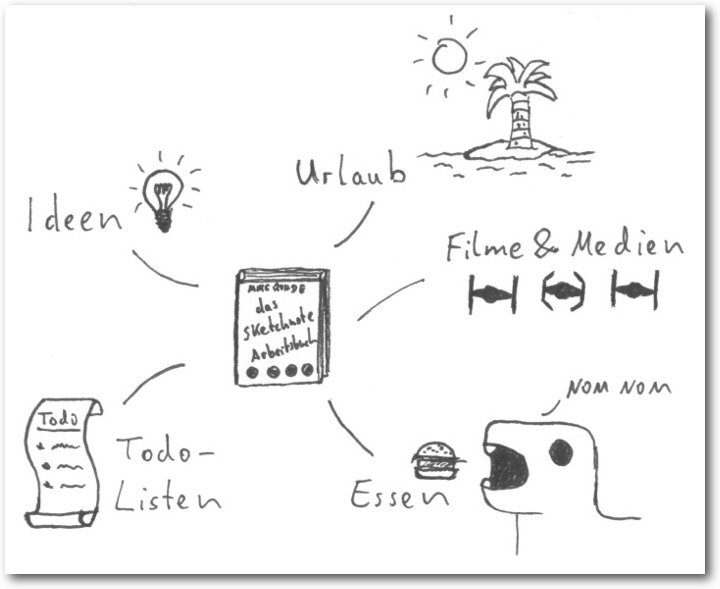 Urlaub
Ideen
Filme & Medien
MIKE ROHDE
das
Sketchnote
Arbeitsbuch
NOM NOM
Todo
Todo-
Listen
Essen